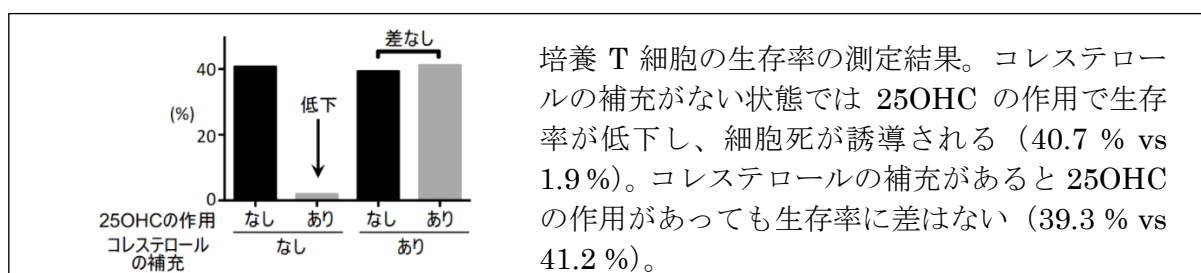 差なし
40
(%)
低下
20
0
25OHCの作用 なし あり なし あり
コレステロール
の補充 なし あり
培養 T 細胞の生存率の測定結果。コレステロー
ルの補充がない状態では 25OHC の作用で生存
率が低下し、細胞死が誘導される（40.7 % vs
1.9 %）。コレステロールの補充があると 25OHC
の作用があっても生存率に差はない（39.3 % vs
41.2 %）。